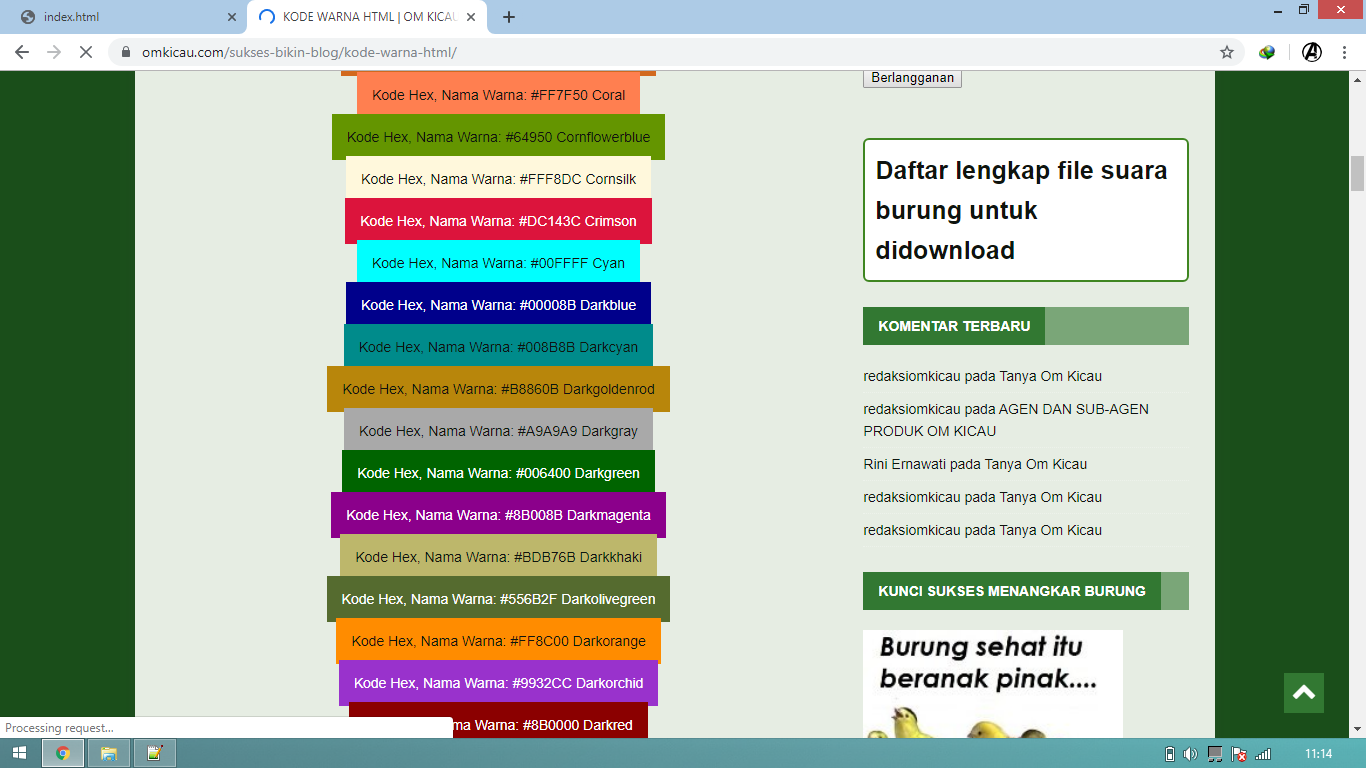 index.html
KODE WARNA HTML | OM KICAU
omkicau.com/sukses-bikin-blog/kode-warna-html/
Kode Hex, Nama Warna: #FF7F50 Coral
Kode Hex, Nama Warna: #64950 Cornflowerblue
Kode Hex, Nama Warna: #FFF8DC Cornsilk
Kode Hex, Nama Warna: #DC143C Crimson
Kode Hex, Nama Warna: #00FFFF Cyan
Kode Hex, Nama Warna: #00008B Darkblue
Kode Hex, Nama Warna: #008B8B Darkcyan
Kode Hex, Nama Warna: #B8860B Darkgoldenrod
Kode Hex, Nama Warna: #A9A9A9 Darkgray
Kode Hex, Nama Warna: #006400 Darkgreen
Kode Hex, Nama Warna: #8B008B Darkmagenta
Kode Hex, Nama Warna: #BDB76B Darkkhaki
Kode Hex, Nama Warna: #556B2F Darkolivegreen
Kode Hex, Nama Warna: #FF8C00 Darkorange
Kode Hex, Nama Warna: #9932CC Darkorchid
Warna: #8B0000 Darkred
Berlangganan
Daftar lengkap file suara
burung untuk
didownload
KOMENTAR TERBARU
redaksiomkicau pada Tanya Om Kicau
redaksiomkicau pada AGEN DAN SUB-AGEN
PRODUK OM KICAU
Rini Ernawati pada Tanya Om Kicau
redaksiomkicau pada Tanya Om Kicau
redaksiomkicau pada Tanya Om Kicau
KUNCI SUKSES MENANGKAR BURUNG
Burung sehat itu
beranak pinak....
Processing request...
11:14